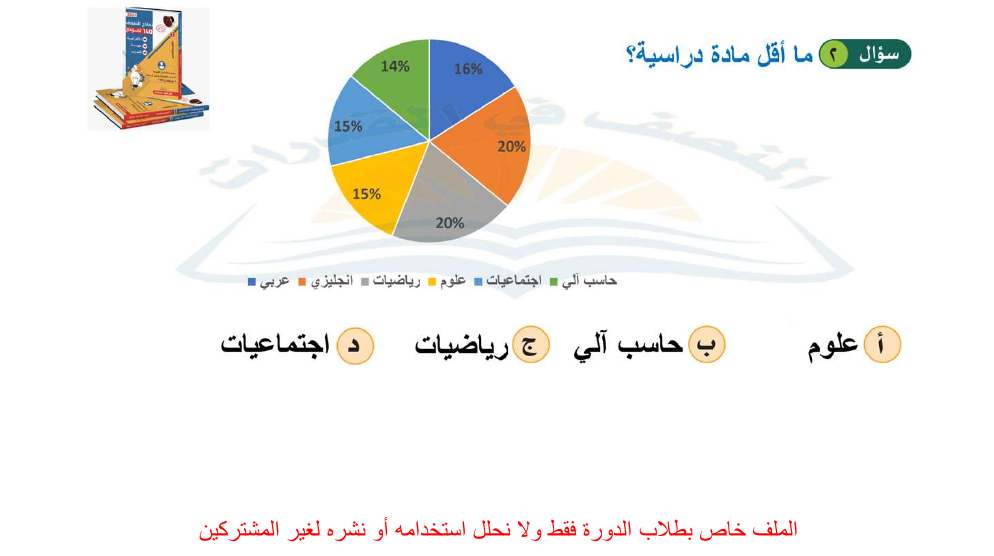 سؤال ٢ ما أقل مادة دراسية؟
14% 16%
15% 20%
15% 20%
عربي انجليزي رياضيات علوم اجتماعيات حاسب آلي
أ علوم ب حاسب آلي ج رياضيات د اجتماعيات
الملف خاص بطلاب الدورة فقط ولا نحلل استخدامه أو نشره لغير المشتركين